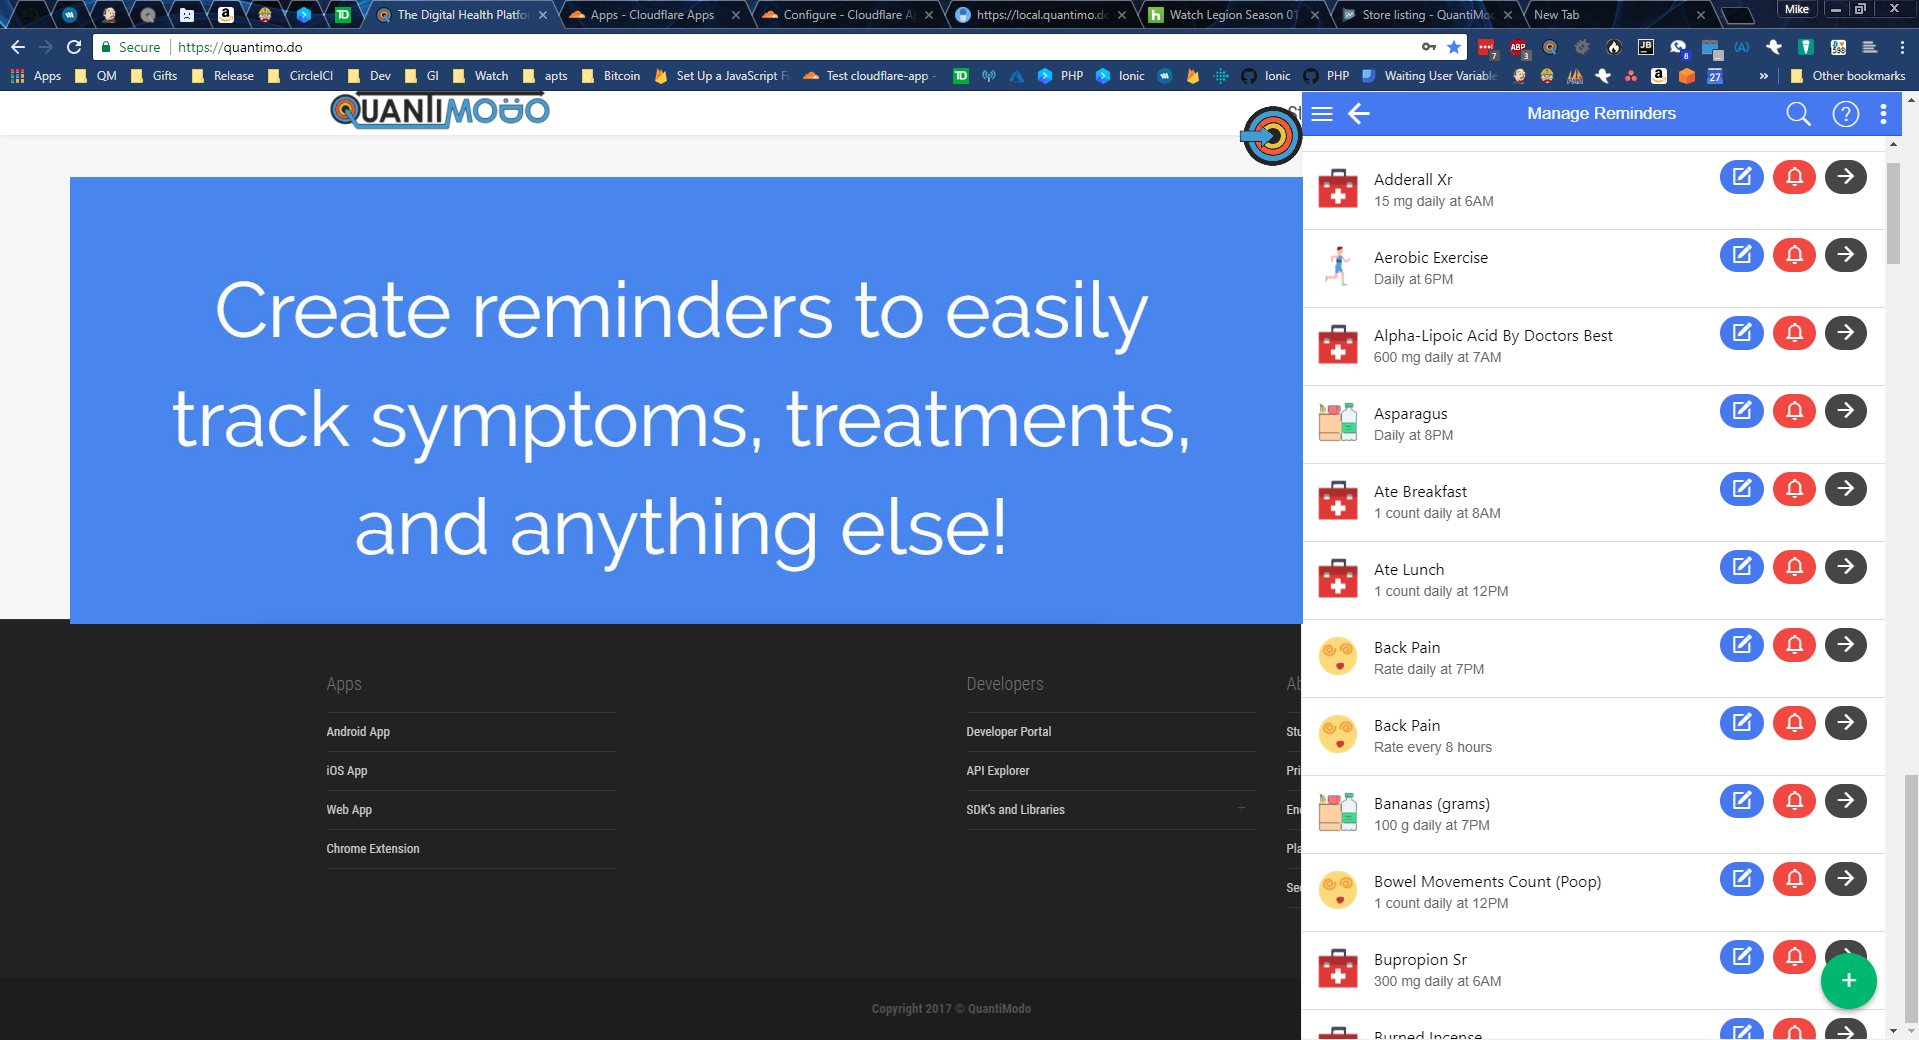 Mike
The Digital Health Platfo
Apps - Cloudflare Apps
Configure - Cloudflare A
https://local.quantimo.d
Watch Legion Season 01
Store listing - QuantiMo
New Tab
Secure
https://quantimo.do
Apps
QM
Gifts
Release
CircleCI
Dev
GI
Watch
apts
Bitcoin
Set Up a JavaScript F
Test cloudflare-app -
PHP
Ionic
Ionic
PHP
Waiting User Variable
Other bookmarks
QUANTIMODO
St
Manage Reminders
Create reminders to easily
track symptoms, treatments,
and anything else!
Adderall Xr
15 mg daily at 6AM
Aerobic Exercise
Daily at 6PM
Alpha-Lipoic Acid By Doctors Best
600 mg daily at 7AM
Asparagus
Daily at 8PM
Ate Breakfast
1 count daily at 8AM
Ate Lunch
1 count daily at 12PM
Back Pain
Rate daily at 7PM
Back Pain
Rate every 8 hours
Bananas (grams)
100 g daily at 7PM
Bowel Movements Count (Poop)
1 count daily at 12PM
Bupropion Sr
300 mg daily at 6AM
Burned Incense
Apps
Android App
iOS App
Web App
Chrome Extension
Developers
Developer Portal
API Explorer
SDK's and Libraries
Ab
Stu
Pri
Enc
Pla
Sec
Copyright 2017 © QuantiModo